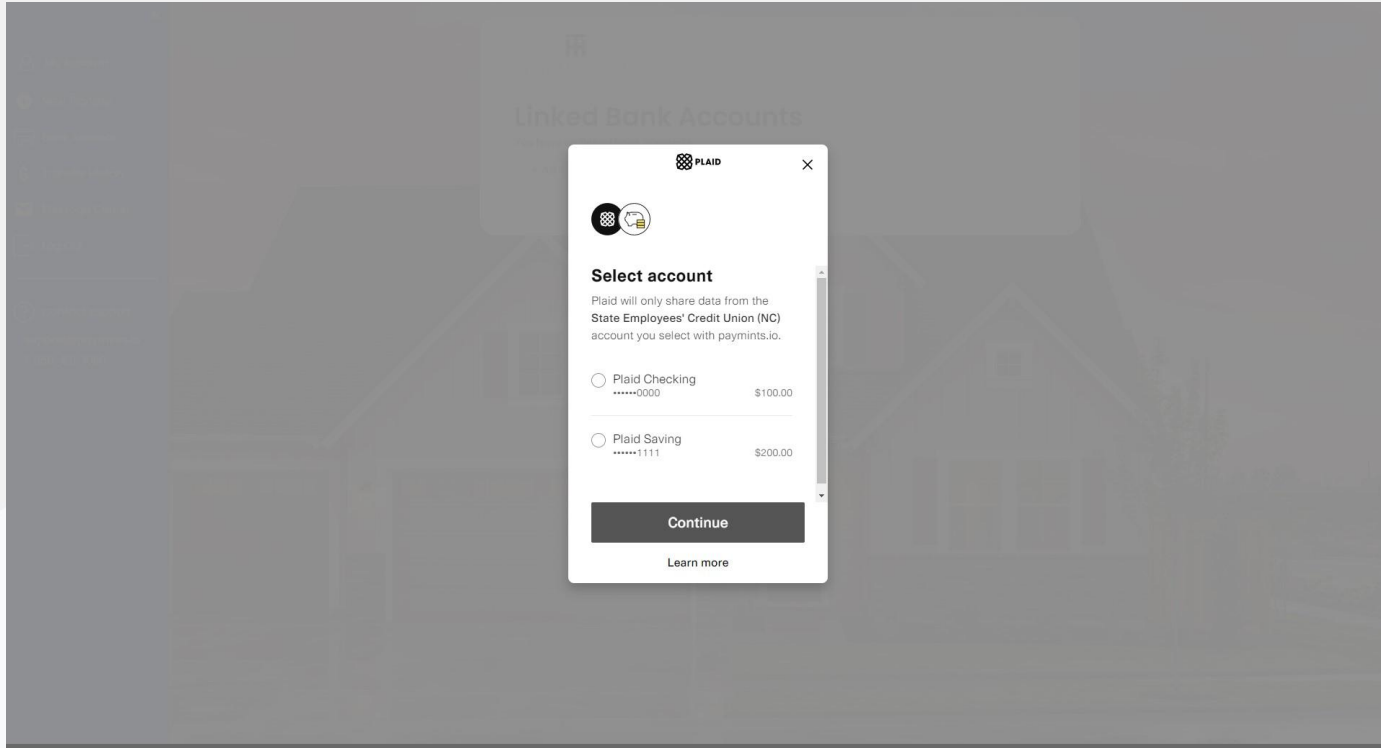 Linked Bank Accounts
PLAID
Select account
Plaid will only share data from the
State Employees' Credit Union (NC)
account you select with paymints.io.
Plaid Checking
••••••0000 $100.00
Plaid Saving
••••••1111 $200.00
Continue
Learn more